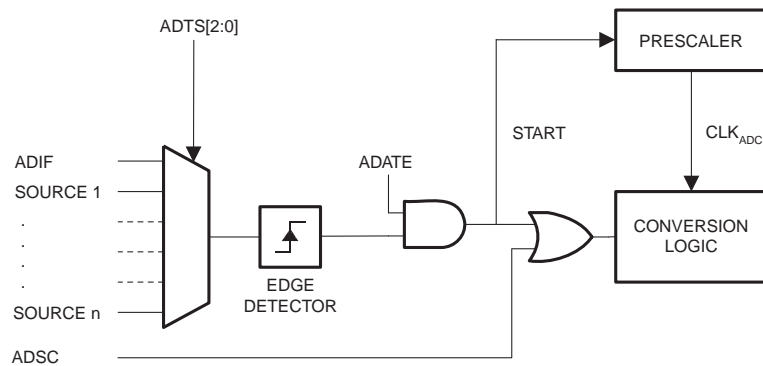 ADTS[2:0]
PRESCALER
START
CLKADC
ADIF
ADATE
SOURCE 1
.
.
.
.
CONVERSION
LOGIC
SOURCE n
EDGE
DETECTOR
ADSC